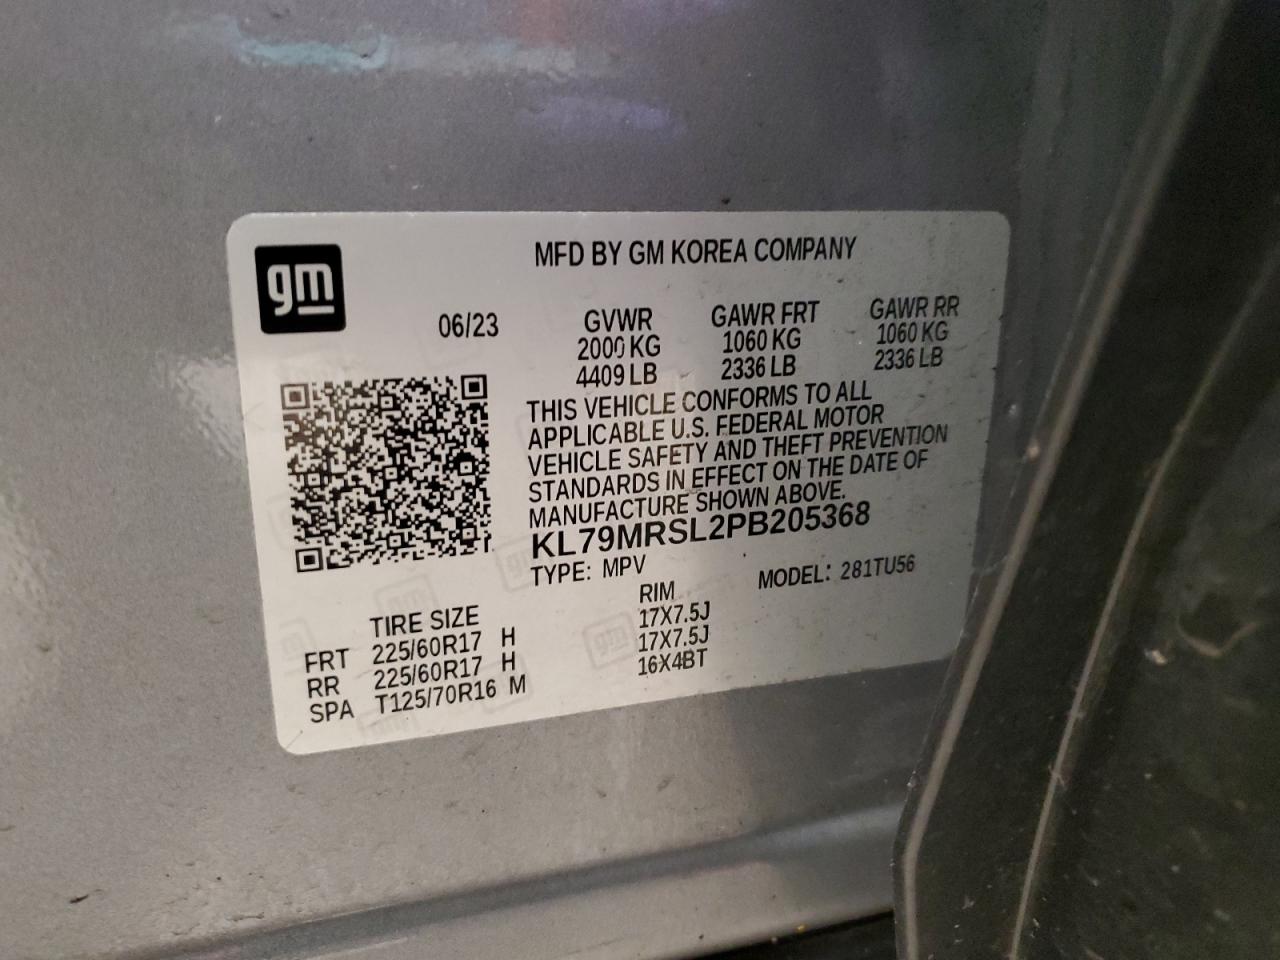 gm
MFD BY GM KOREA COMPANY
06/23
GVWR GAWR FRT GAWR RR
2000 KG 1060 KG 1060 KG
4409 LB 2336 LB 2336 LB
THIS VEHICLE CONFORMS TO ALL
APPLICABLE U.S. FEDERAL MOTOR
VEHICLE SAFETY AND THEFT PREVENTION
STANDARDS IN EFFECT ON THE DATE OF
MANUFACTURE SHOWN ABOVE.
KL79MRSL2PB205368
TYPE: MPV MODEL: 281TU56
TIRE SIZE RIM
FRT 225/60R17 H 17X7.5J
RR 225/60R17 H 17X7.5J
SPA T125/70R16 M 16X4BT